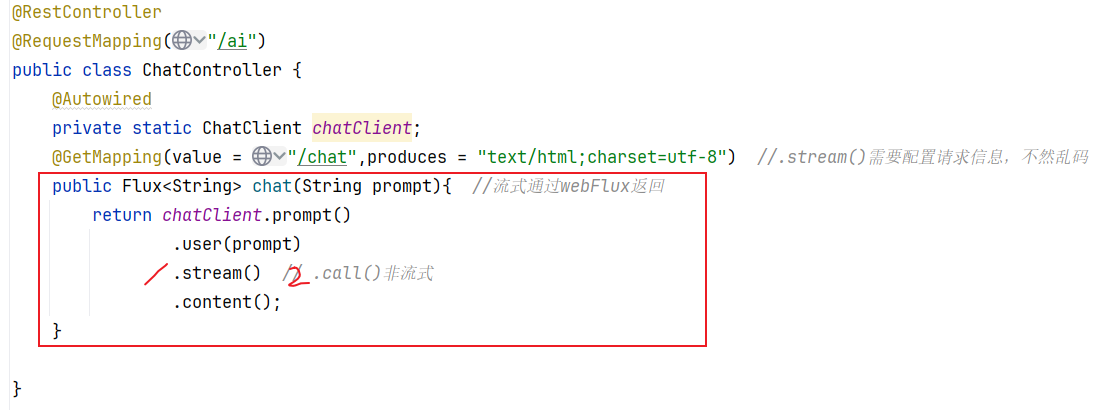 @RestController
@RequestMapping("/ai")
public class ChatController {
@Autowired
private static ChatClient chatClient;
@GetMapping(value = "/chat",produces = "text/html;charset=utf-8")  //.stream()需要配置请求信息，不然乱码
public Flux<String> chat(String prompt){  //流式通过webFlux返回
return chatClient.prompt()
.user(prompt)
1 .stream()  // 2 .call()非流式
.content();
}
}